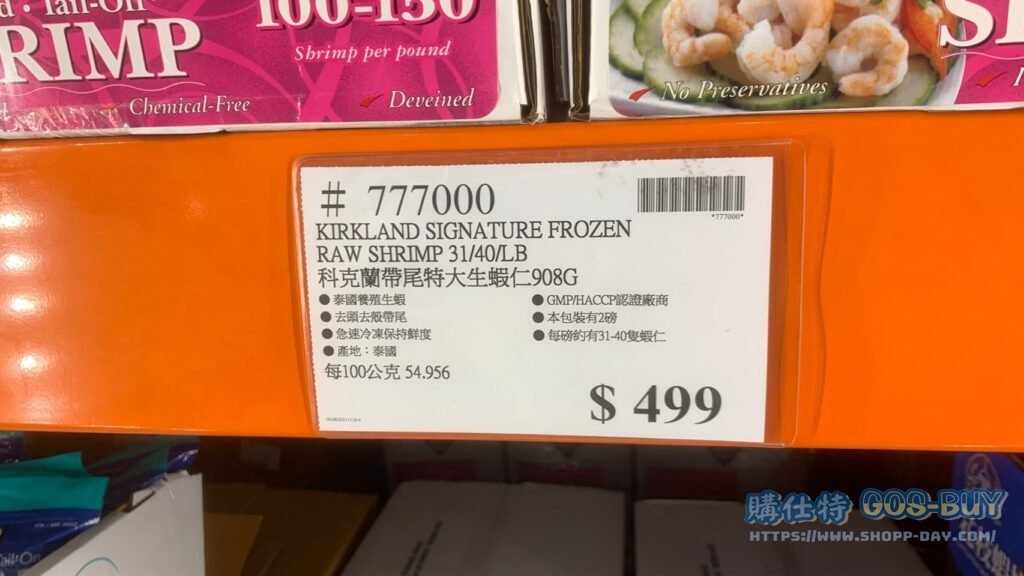 d · Tail-Off
100-150
RIMP
Shrimp per pound
Chemical-Free
Deveined
No Preservatives
# 777000
*777000*
KIRKLAND SIGNATURE FROZEN
RAW SHRIMP 31/40/LB
科克蘭帶尾特大生蝦仁908G
●泰國養殖生蝦
●GMP/HACCP認證廠商
●去頭去殼帶尾
●本包裝有2磅
●急速冷凍保持鮮度
●每磅約有31-40隻蝦仁
●產地：泰國
每100公克 54.956
$ 499
Tail-On
購仕特 GOS-BUY
HTTPS://WWW.SHOPP-DAY.COM/